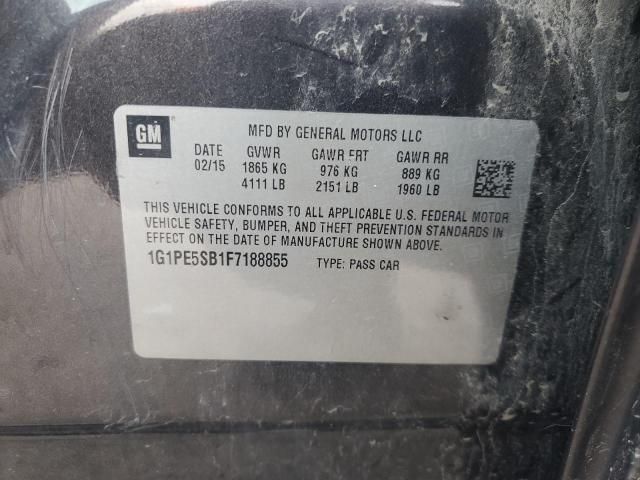 GM
MFD BY GENERAL MOTORS LLC
DATE GVWR GAWR FRT GAWR RR
02/15 1865 KG 976 KG 889 KG
4111 LB 2151 LB 1960 LB
THIS VEHICLE CONFORMS TO ALL APPLICABLE U.S. FEDERAL MOTOR
VEHICLE SAFETY, BUMPER, AND THEFT PREVENTION STANDARDS IN
EFFECT ON THE DATE OF MANUFACTURE SHOWN ABOVE.
1G1PE5SB1F7188855 TYPE: PASS CAR